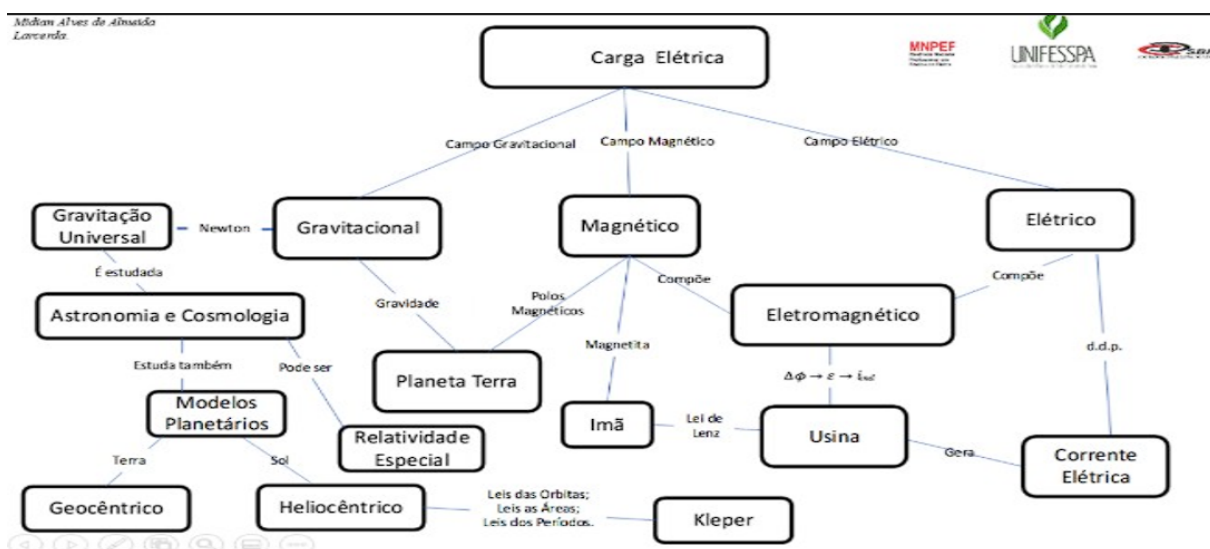 Midian Alves de Almeida
Larcerda.
MNPEF
UNIFESSPA
Carga Elétrica
Campo Gravitacional
Campo Magnético
Campo Elétrico
Gravitação
Universal
Newton
Gravitacional
Magnético
Elétrico
É estudada
Gravidade
Polos
Magnéticos
Compõe
Compõe
Astronomia e Cosmologia
Eletromagnético
Magnetita
d.d.p.
Estuda também
Pode ser
Planeta Terra
Δϕ → ε → i
Modelos
Planetários
Imã
Lei de
Lenz
Usina
Relatividade
Especial
Terra
Sol
Gera
Corrente
Elétrica
Geocêntrico
Heliocêntrico
Leis das Orbitas;
Leis as Áreas;
Leis dos Períodos.
Kleper